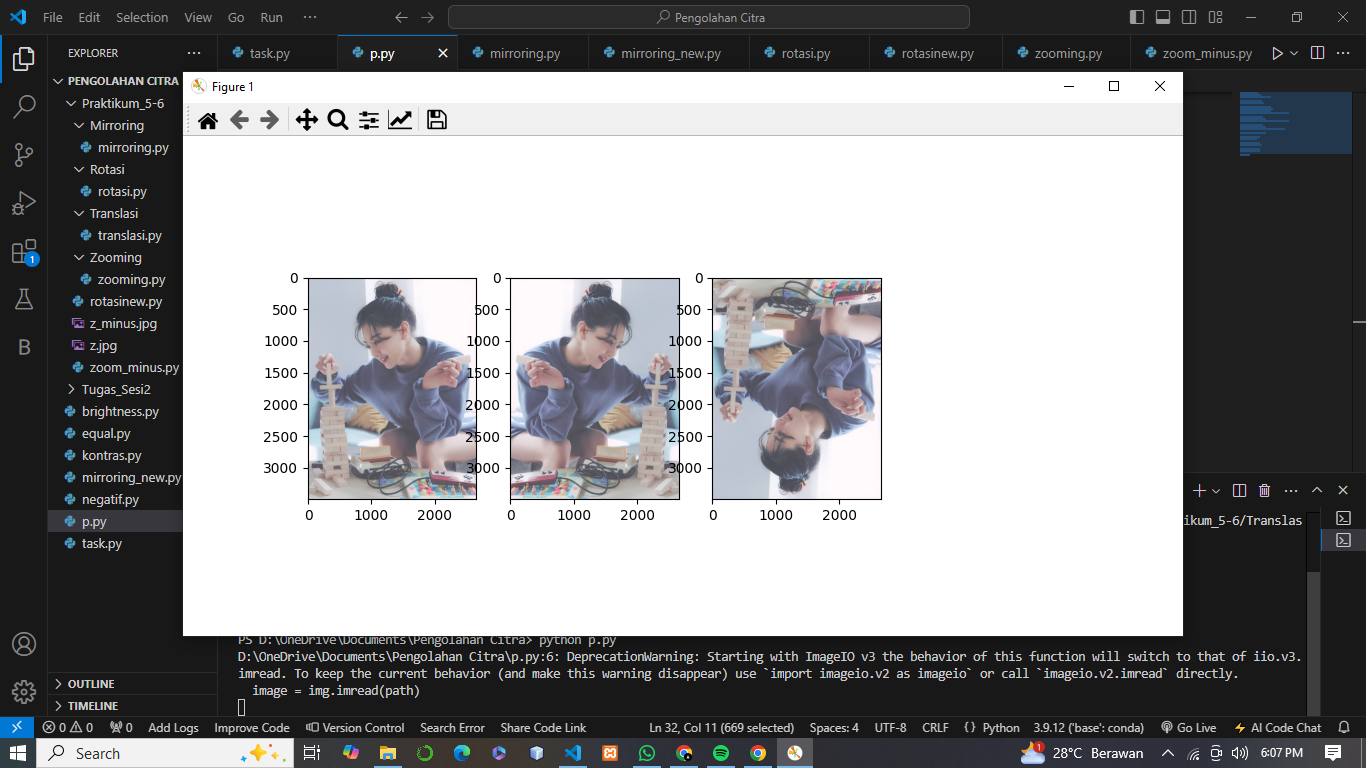 File Edit Selection View Go Run ··· Pengolahan Citra
EXPLORER ···
task.py p.py mirroring.py mirroring_new.py rotasi.py rotasinew.py zooming.py zoom_minus.py
PENGOLAHAN CITRA
Praktikum_5-6
Mirroring
mirroring.py
Rotasi
rotasi.py
Translasi
translasi.py
Zooming
zooming.py
rotasinew.py
z_minus.jpg
z.jpg
zoom_minus.py
Tugas_Sesi2
brightness.py
equal.py
kontras.py
mirroring_new.py
negatif.py
p.py
task.py
OUTLINE
TIMELINE
B
1
Figure 1
0
500
1000
1500
2000
2500
3000
0 1000 2000
0
500
1000
1500
2000
2500
3000
0 1000 2000
0
500
1000
1500
2000
2500
3000
0 1000 2000
ikum_5-6/Translas
PS D:\OneDrive\Documents\Pengolahan Citra> python p.py
D:\OneDrive\Documents\Pengolahan Citra\p.py:6: DeprecationWarning: Starting with ImageIO v3 the behavior of this function will switch to that of iio.v3.
imread. To keep the current behavior (and make this warning disappear) use `import imageio.v2 as imageio` or call `imageio.v2.imread` directly.
image = img.imread(path)
0 0 0 Add Logs Improve Code Version Control Search Error Share Code Link Ln 32, Col 11 (669 selected) Spaces: 4 UTF-8 CRLF {} Python 3.9.12 ('base': conda) Go Live AI Code Chat
Search 1 28°C Berawan 6:07 PM